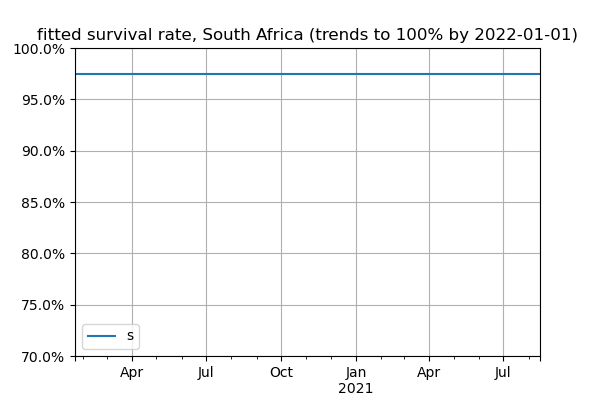 fitted survival rate, South Africa (trends to 100% by 2022-01-01)
100.0%
95.0%
90.0%
85.0%
80.0%
75.0%
70.0%
s
Apr Jul Oct Jan Apr Jul
2021